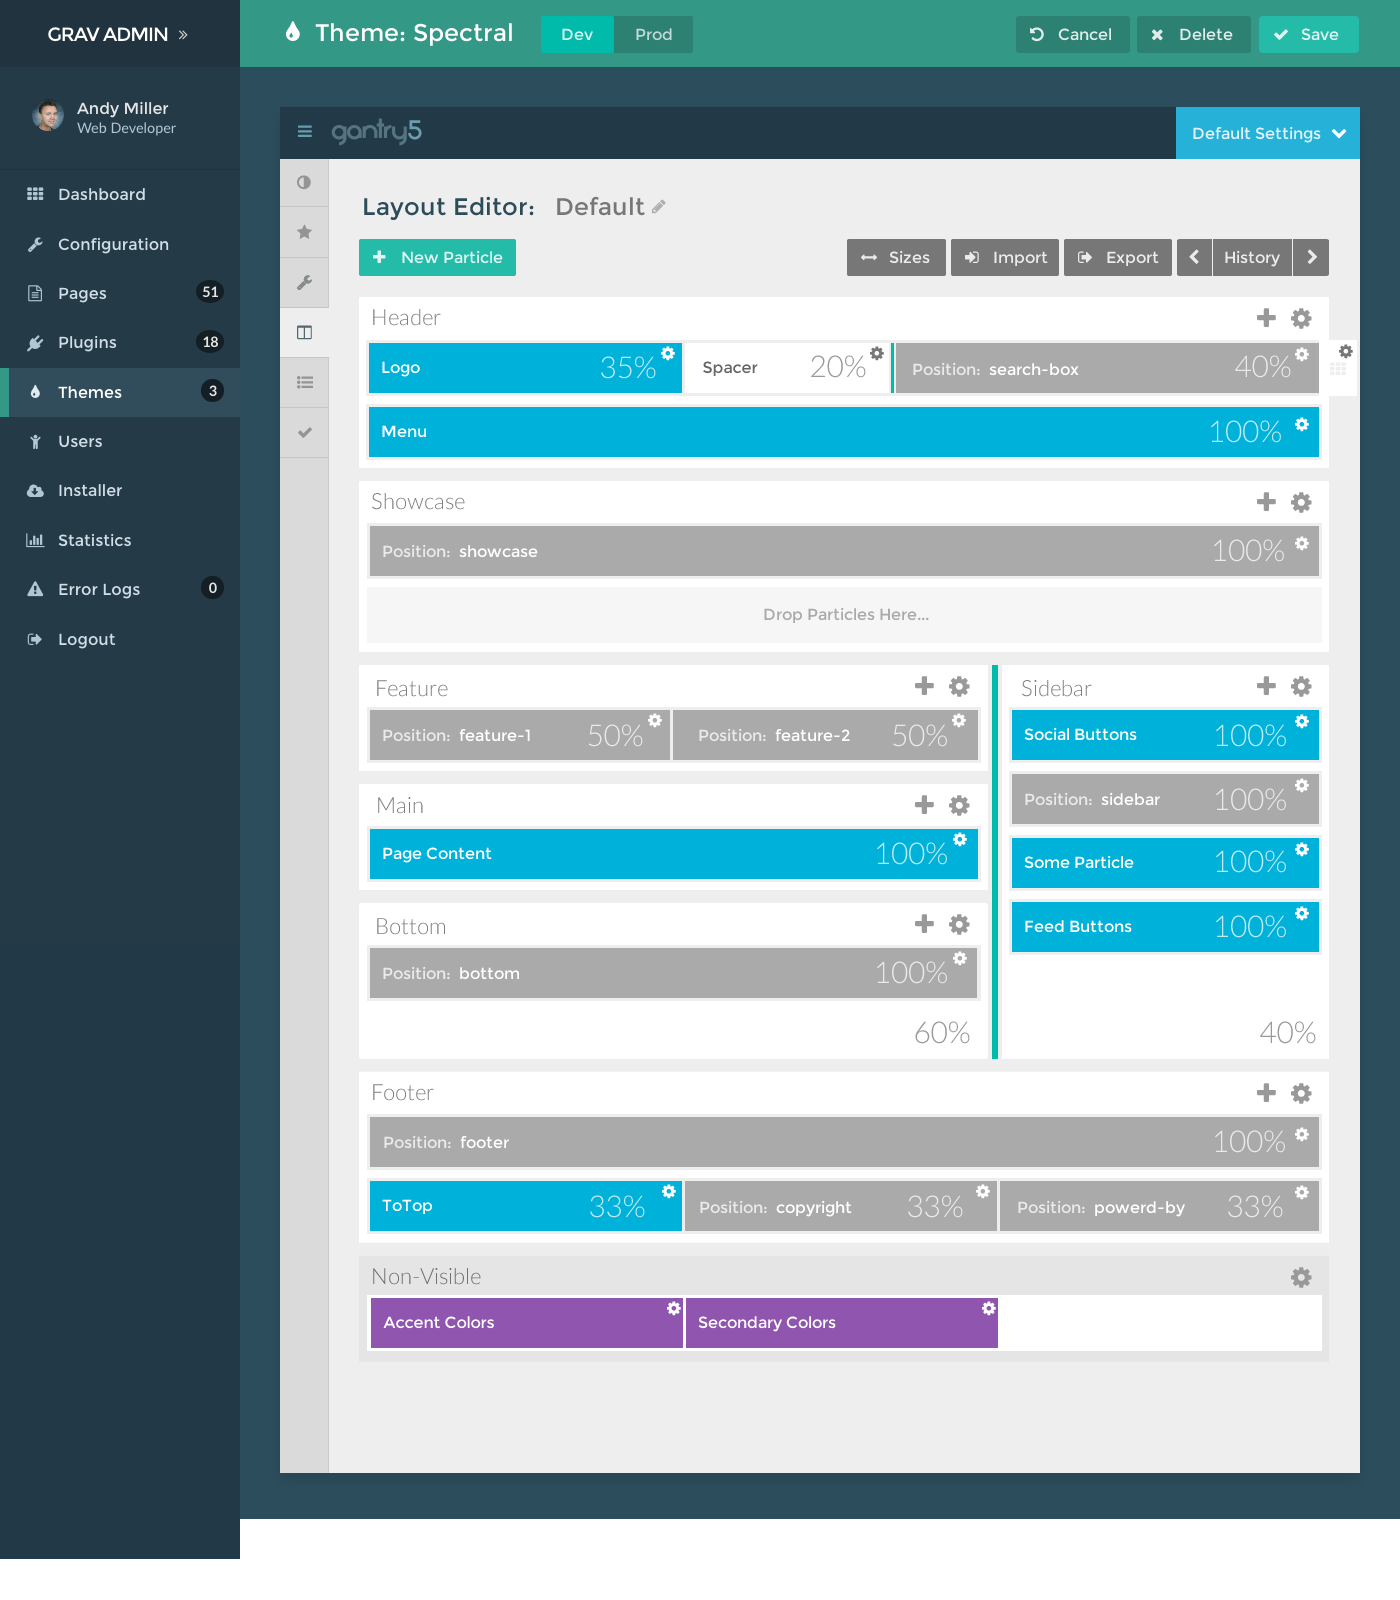 GRAV ADMIN »
Andy Miller
Web Developer
Dashboard
Configuration
Pages 51
Plugins 18
Themes 3
Users
Installer
Statistics
Error Logs 0
Logout
Theme: Spectral Dev Prod Cancel Delete Save
gantry5 Default Settings
Layout Editor: Default
New Particle Sizes Import Export History
Header
Logo 35% Spacer 20% Position: search-box 40%
Menu 100%
Showcase
Position: showcase 100%
Drop Particles Here...
Feature
Position: feature-1 50% Position: feature-2 50%
Main
Page Content 100%
Bottom
Position: bottom 100%
60%
Sidebar
Social Buttons 100%
Position: sidebar 100%
Some Particle 100%
Feed Buttons 100%
40%
Footer
Position: footer 100%
ToTop 33% Position: copyright 33% Position: powerd-by 33%
Non-Visible
Accent Colors Secondary Colors